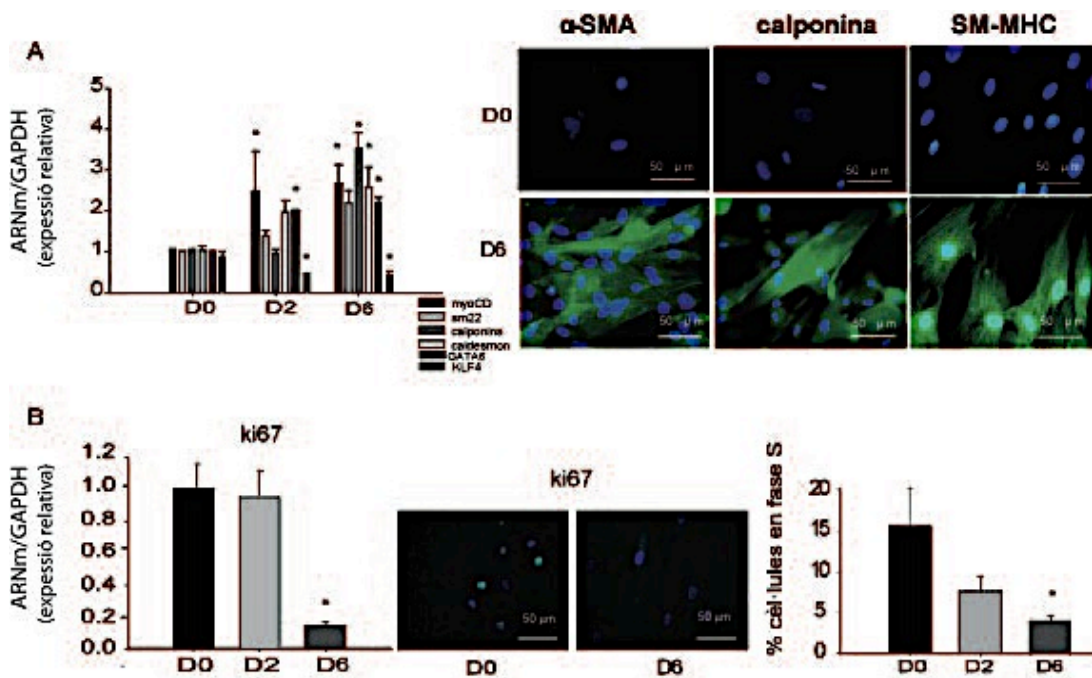 A
ARNm/GAPDH
(expessió relativa)
5
4
3
2
1
0
D0 D2 D6
myoCD
sm22
calponina
caldesmon
GATA6
KLF4
α-SMA calponina SM-MHC
D0
50 μm
50 μm
50 μm
D6
50 μm
50 μm
50 μm
B
ki67
ARNm/GAPDH
(expessió relativa)
1.2
1.0
0.8
0.6
0.4
0.2
0.0
D0 D2 D6
ki67
50 μm
50 μm
D0 D6
% cèl·lules en fase S
20
15
10
5
0
D0 D2 D6